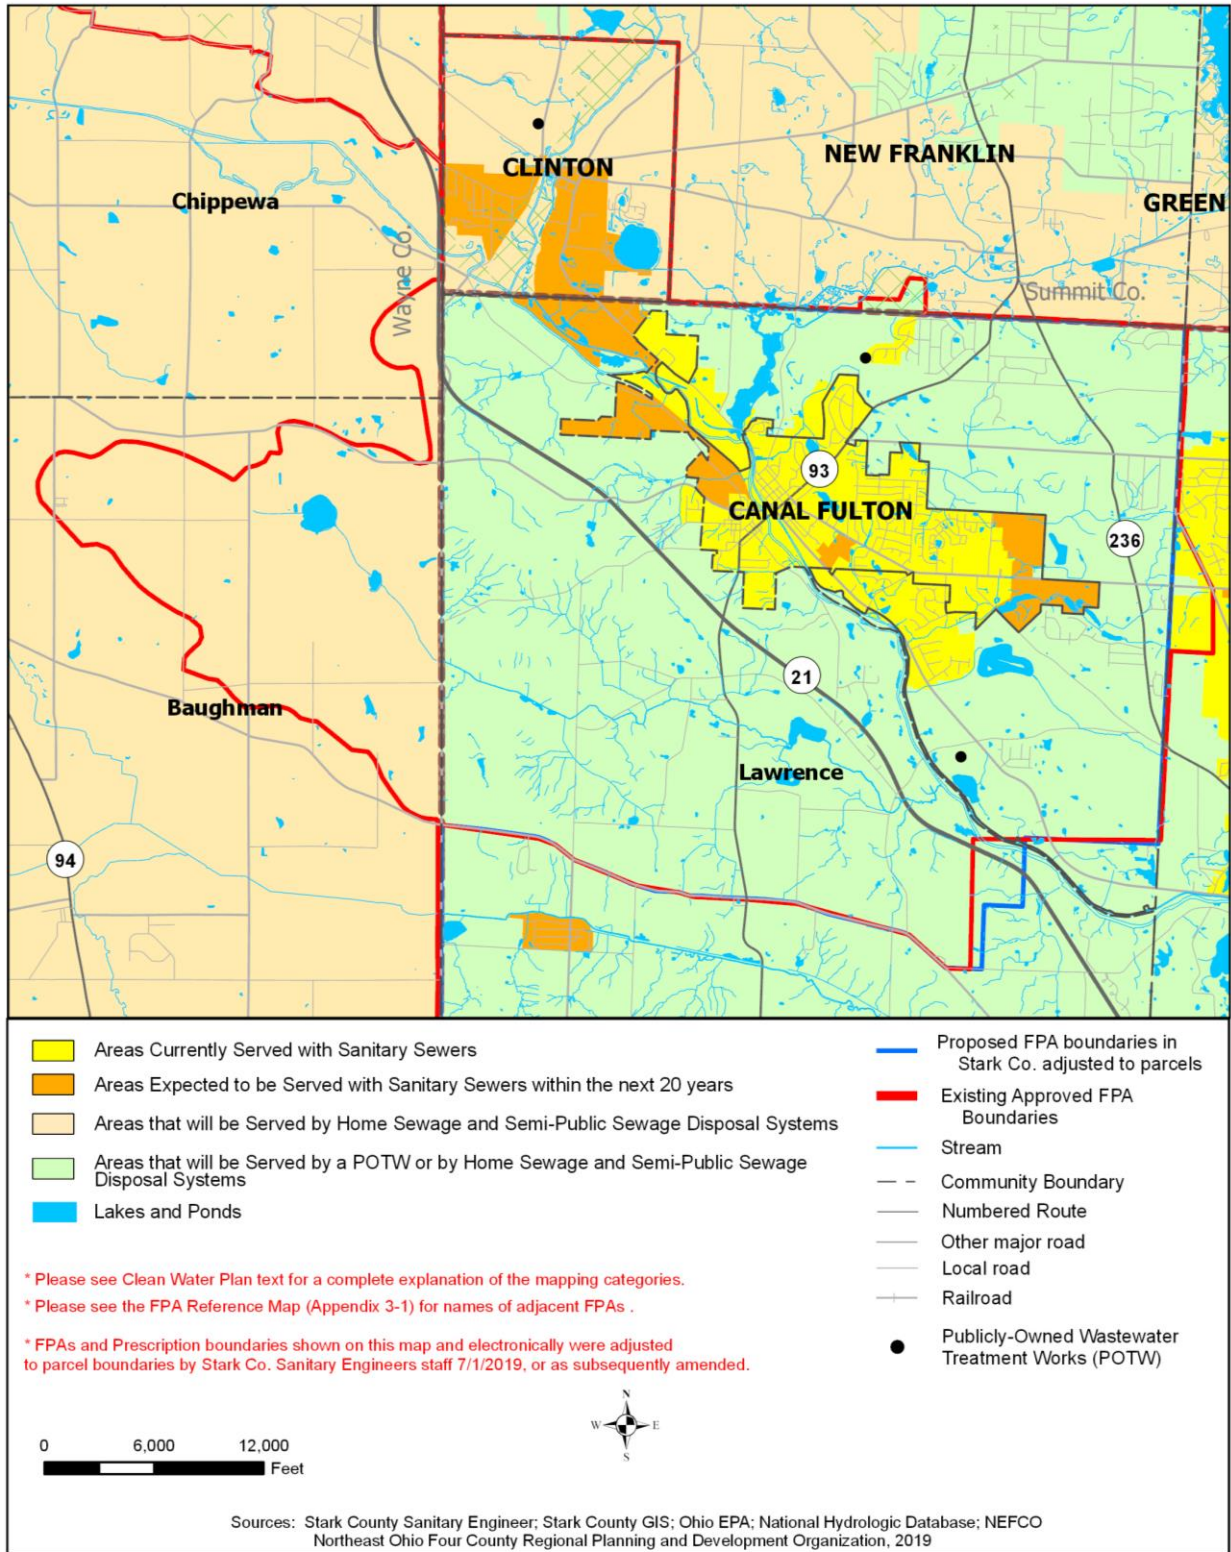 CLINTON
NEW FRANKLIN
Chippewa
GREEN
Wayne Co.
Summit Co.
93
CANAL FULTON
236
21
Baughman
Lawrence
94
Areas Currently Served with Sanitary Sewers
Areas Expected to be Served with Sanitary Sewers within the next 20 years
Areas that will be Served by Home Sewage and Semi-Public Sewage Disposal Systems
Areas that will be Served by a POTW or by Home Sewage and Semi-Public Sewage
Disposal Systems
Lakes and Ponds
* Please see Clean Water Plan text for a complete explanation of the mapping categories.
* Please see the FPA Reference Map (Appendix 3-1) for names of adjacent FPAs .
* FPAs and Prescription boundaries shown on this map and electronically were adjusted
to parcel boundaries by Stark Co. Sanitary Engineers staff 7/1/2019, or as subsequently amended.
Proposed FPA boundaries in
Stark Co. adjusted to parcels
Existing Approved FPA
Boundaries
Stream
Community Boundary
Numbered Route
Other major road
Local road
Railroad
Publicly-Owned Wastewater
Treatment Works (POTW)
N
W E
S
0 6,000 12,000
Feet
Sources: Stark County Sanitary Engineer; Stark County GIS; Ohio EPA; National Hydrologic Database; NEFCO
Northeast Ohio Four County Regional Planning and Development Organization, 2019